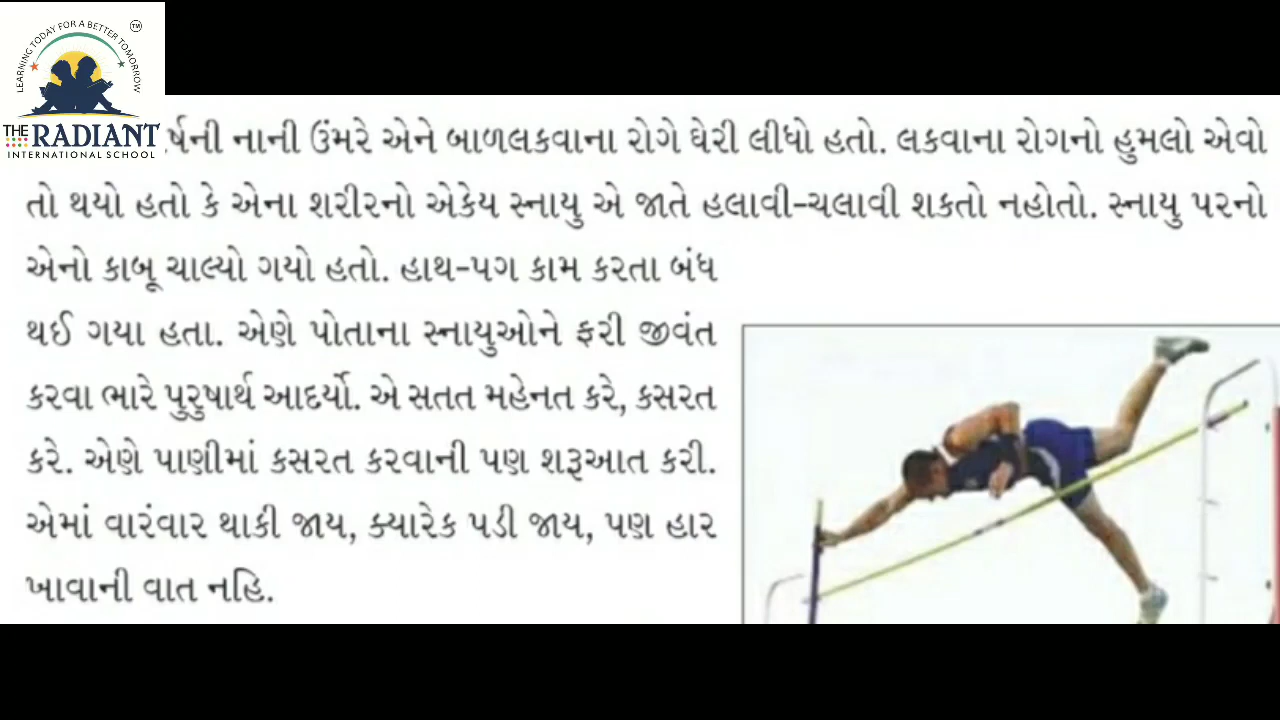 LEARNING TODAY FOR A BETTER TOMORROW
TM
THE RADIANT
INTERNATIONAL SCHOOL
નાની ઉંમરે એને બાળલકવાના રોગે ઘેરી લીધો હતો. લકવાના રોગનો હુમલો એવો
તો થયો હતો કે એના શરીરનો એકેય સ્નાયુ એ જાતે હલાવી-ચલાવી શકતો નહોતો. સ્નાયુ પરનો
એનો કાબૂ ચાલ્યો ગયો હતો. હાથ-પગ કામ કરતા બંધ
થઈ ગયા હતા. એણે પોતાના સ્નાયુઓને ફરી જીવંત
કરવા ભારે પુરુષાર્થ આદર્યો. એ સતત મહેનત કરે, કસરત
કરે. એણે પાણીમાં કસરત કરવાની પણ શરૂઆત કરી.
એમાં વારંવાર થાકી જાય, ક્યારેક પડી જાય, પણ હાર
ખાવાની વાત નહિ.